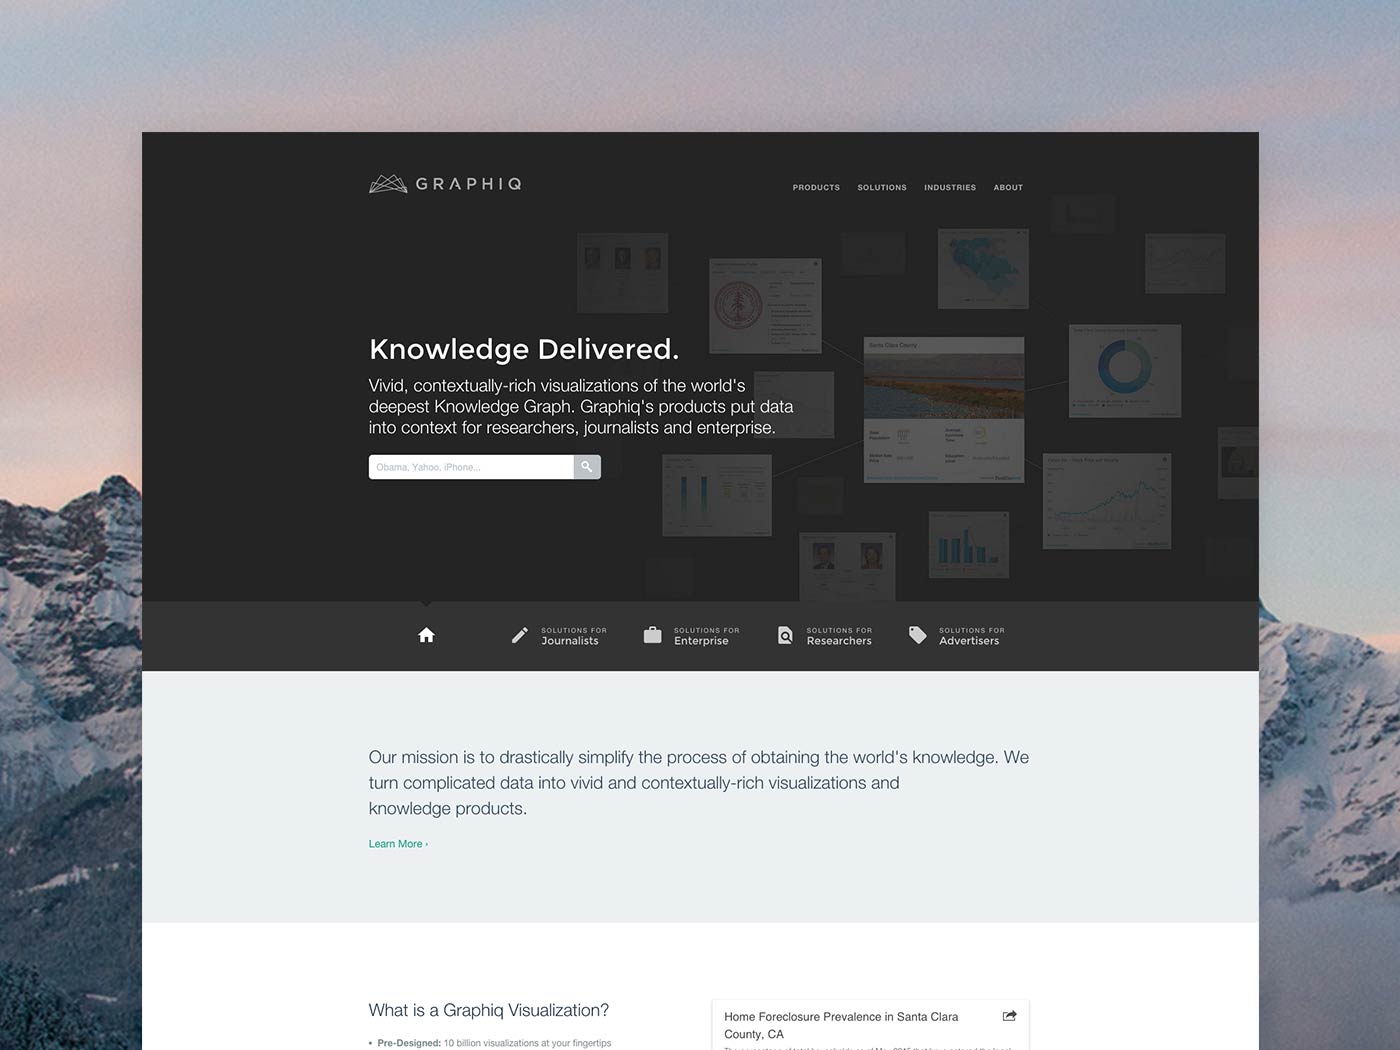 GRAPHIQ
PRODUCTS SOLUTIONS INDUSTRIES ABOUT
Santa Clara County
Knowledge Delivered.
Vivid, contextually-rich visualizations of the world's
deepest Knowledge Graph. Graphiq's products put data
into context for researchers, journalists and enterprise.
Obama, Yahoo, iPhone...
SOLUTIONS FOR
Journalists
SOLUTIONS FOR
Enterprise
SOLUTIONS FOR
Researchers
SOLUTIONS FOR
Advertisers
Our mission is to drastically simplify the process of obtaining the world's knowledge. We
turn complicated data into vivid and contextually-rich visualizations and
knowledge products.
Learn More ›
What is a Graphiq Visualization?
• Pre-Designed: 10 billion visualizations at your fingertips
Home Foreclosure Prevalence in Santa Clara
County, CA